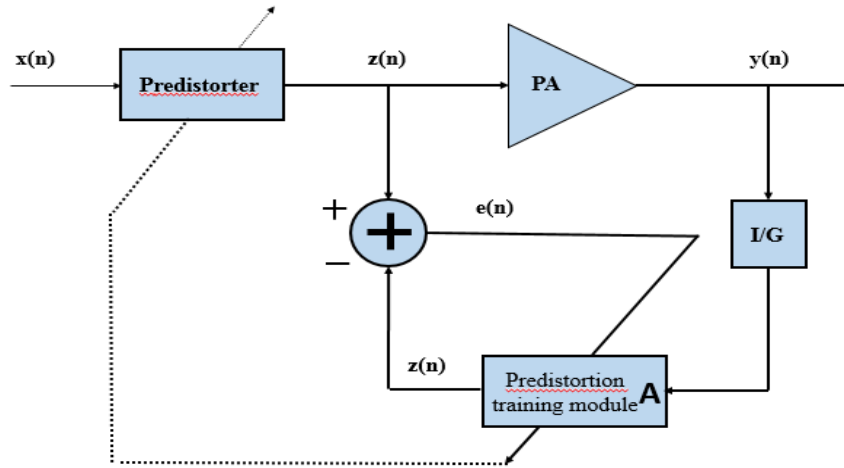 x(n)
Predistorter
z(n)
PA
y(n)
+
−
+
e(n)
I/G
z(n)
Predistortion
training module A